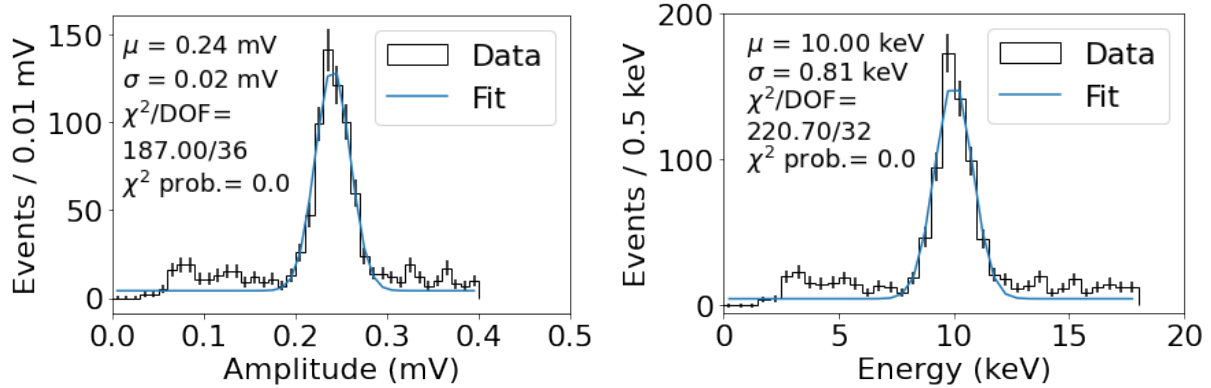 Events / 0.01 mV
150
100
50
0
μ = 0.24 mV
σ = 0.02 mV
χ²/DOF=
187.00/36
χ² prob.= 0.0
Data
Fit
0.0 0.1 0.2 0.3 0.4 0.5
Amplitude (mV)
Events / 0.5 keV
200
100
0
μ = 10.00 keV
σ = 0.81 keV
χ²/DOF=
220.70/32
χ² prob.= 0.0
Data
Fit
0 5 10 15 20
Energy (keV)